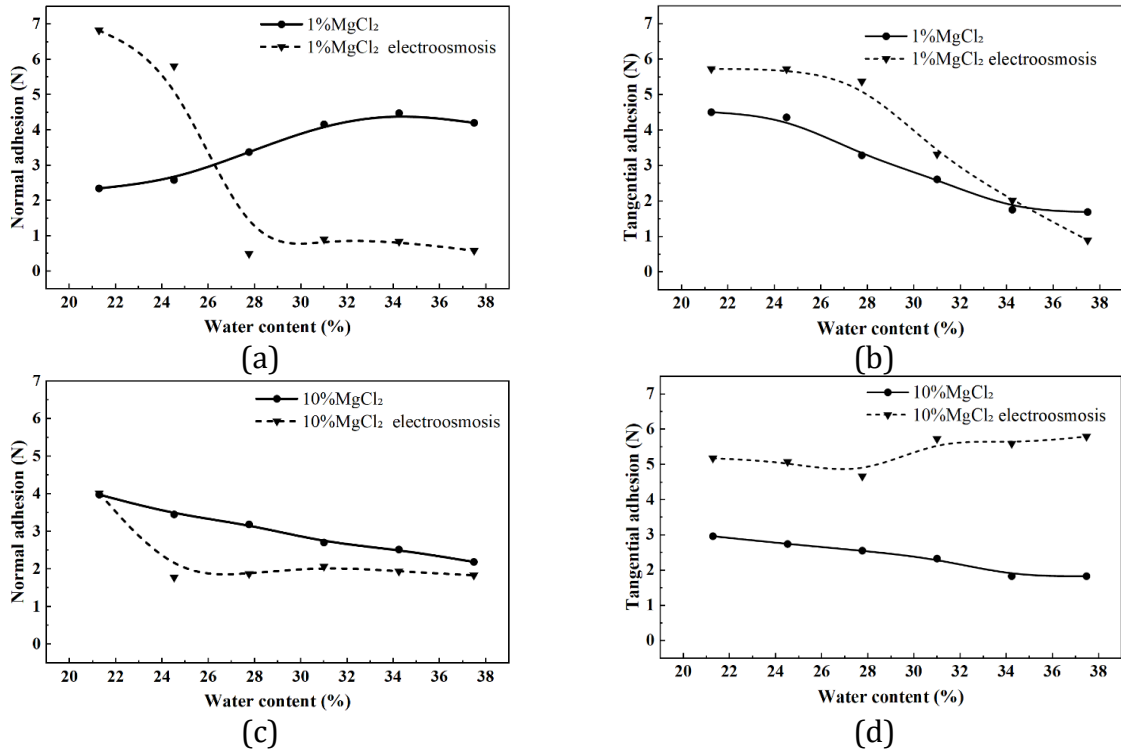 7
6
5
4
3
2
1
0
Normal adhesion (N)
1%MgCl₂
1%MgCl₂ electroosmosis
20 22 24 26 28 30 32 34 36 38
Water content (%)
(a)
7
6
5
4
3
2
1
0
Tangential adhesion (N)
1%MgCl₂
1%MgCl₂ electroosmosis
20 22 24 26 28 30 32 34 36 38
Water content (%)
(b)
7
6
5
4
3
2
1
0
Normal adhesion (N)
10%MgCl₂
10%MgCl₂ electroosmosis
20 22 24 26 28 30 32 34 36 38
Water content (%)
(c)
7
6
5
4
3
2
1
0
Tangential adhesion (N)
10%MgCl₂
10%MgCl₂ electroosmosis
20 22 24 26 28 30 32 34 36 38
Water content (%)
(d)